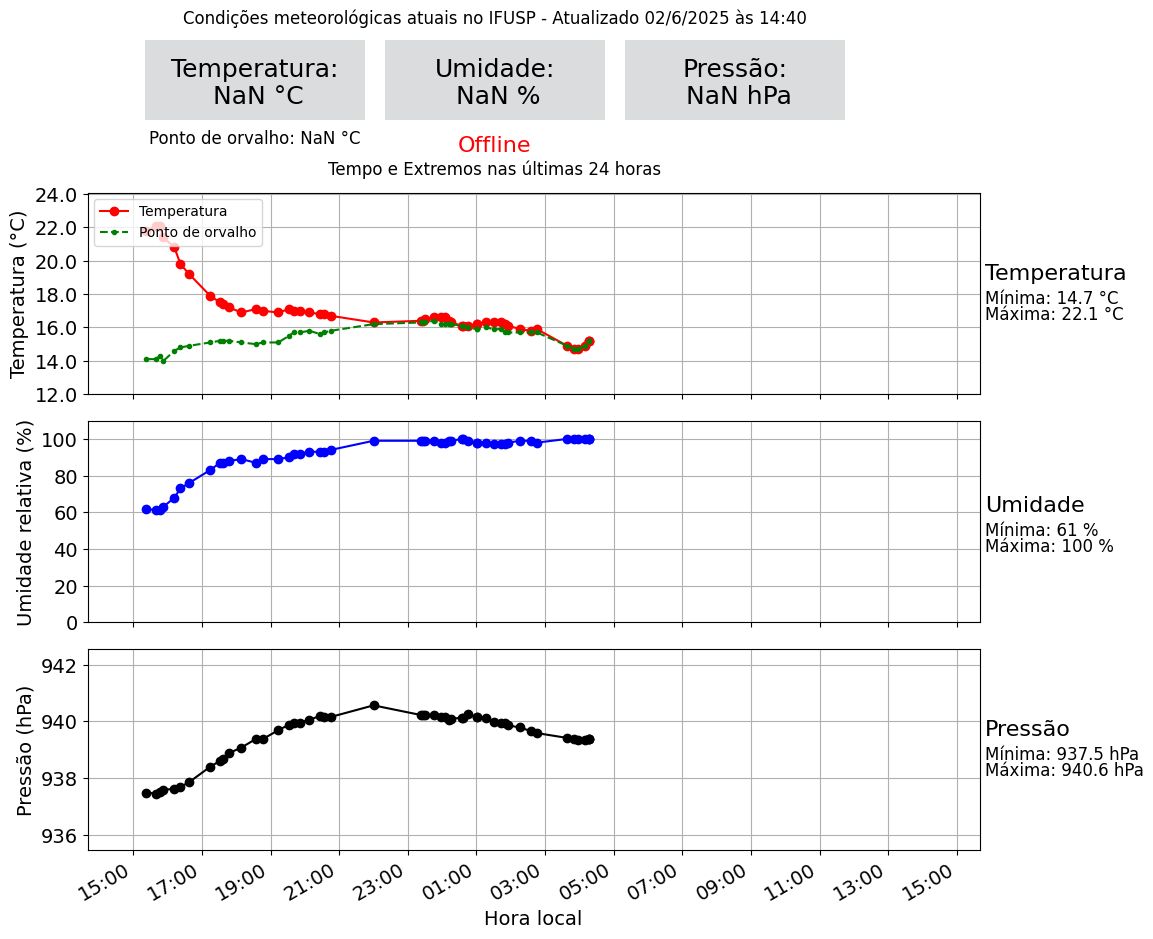 Condições meteorológicas atuais no IFUSP - Atualizado 02/6/2025 às 14:40
Temperatura:
NaN °C
Umidade:
NaN %
Pressão:
NaN hPa
Ponto de orvalho: NaN °C
Offline
Tempo e Extremos nas últimas 24 horas
Temperatura (°C)
24.0
22.0
20.0
18.0
16.0
14.0
12.0
Temperatura
Ponto de orvalho
Temperatura
Mínima: 14.7 °C
Máxima: 22.1 °C
Umidade relativa (%)
100
80
60
40
20
0
Umidade
Mínima: 61 %
Máxima: 100 %
Pressão (hPa)
942
940
938
936
Pressão
Mínima: 937.5 hPa
Máxima: 940.6 hPa
15:00
17:00
19:00
21:00
23:00
01:00
03:00
05:00
07:00
09:00
11:00
13:00
15:00
Hora local